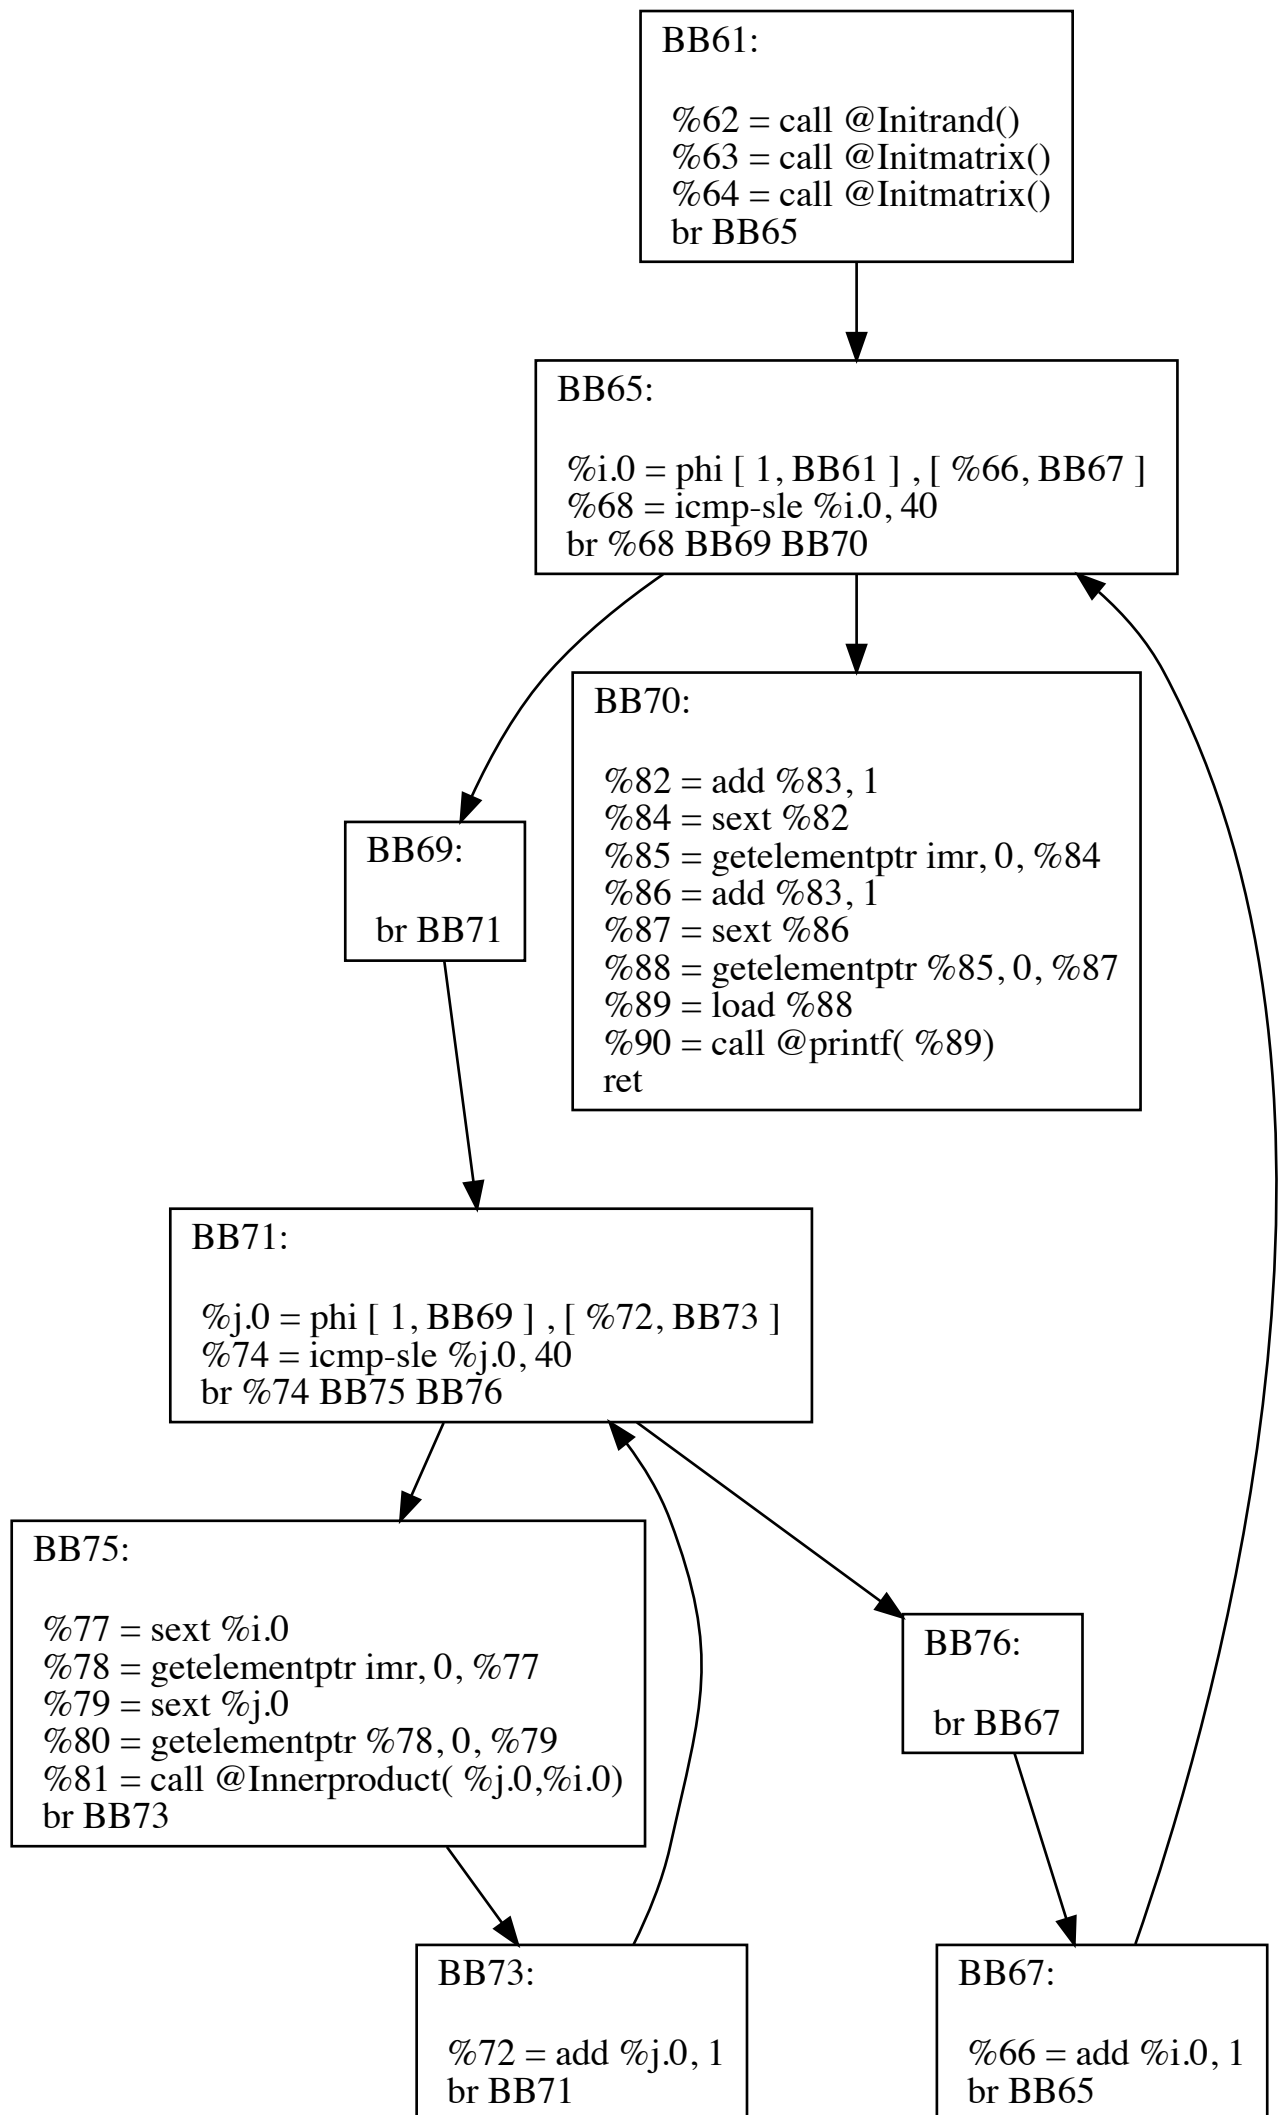 BB61:
%62 = call @Initrand()
%63 = call @Initmatrix()
%64 = call @Initmatrix()
br BB65
BB65:
%i.0 = phi [ 1, BB61 ] , [ %66, BB67 ]
%68 = icmp-sle %i.0, 40
br %68 BB69 BB70
BB70:
%82 = add %83, 1
%84 = sext %82
%85 = getelementptr imr, 0, %84
%86 = add %83, 1
%87 = sext %86
%88 = getelementptr %85, 0, %87
%89 = load %88
%90 = call @printf( %89)
ret
BB69:
br BB71
BB71:
%j.0 = phi [ 1, BB69 ] , [ %72, BB73 ]
%74 = icmp-sle %j.0, 40
br %74 BB75 BB76
BB75:
%77 = sext %i.0
%78 = getelementptr imr, 0, %77
%79 = sext %j.0
%80 = getelementptr %78, 0, %79
%81 = call @Innerproduct( %j.0,%i.0)
br BB73
BB76:
br BB67
BB73:
%72 = add %j.0, 1
br BB71
BB67:
%66 = add %i.0, 1
br BB65